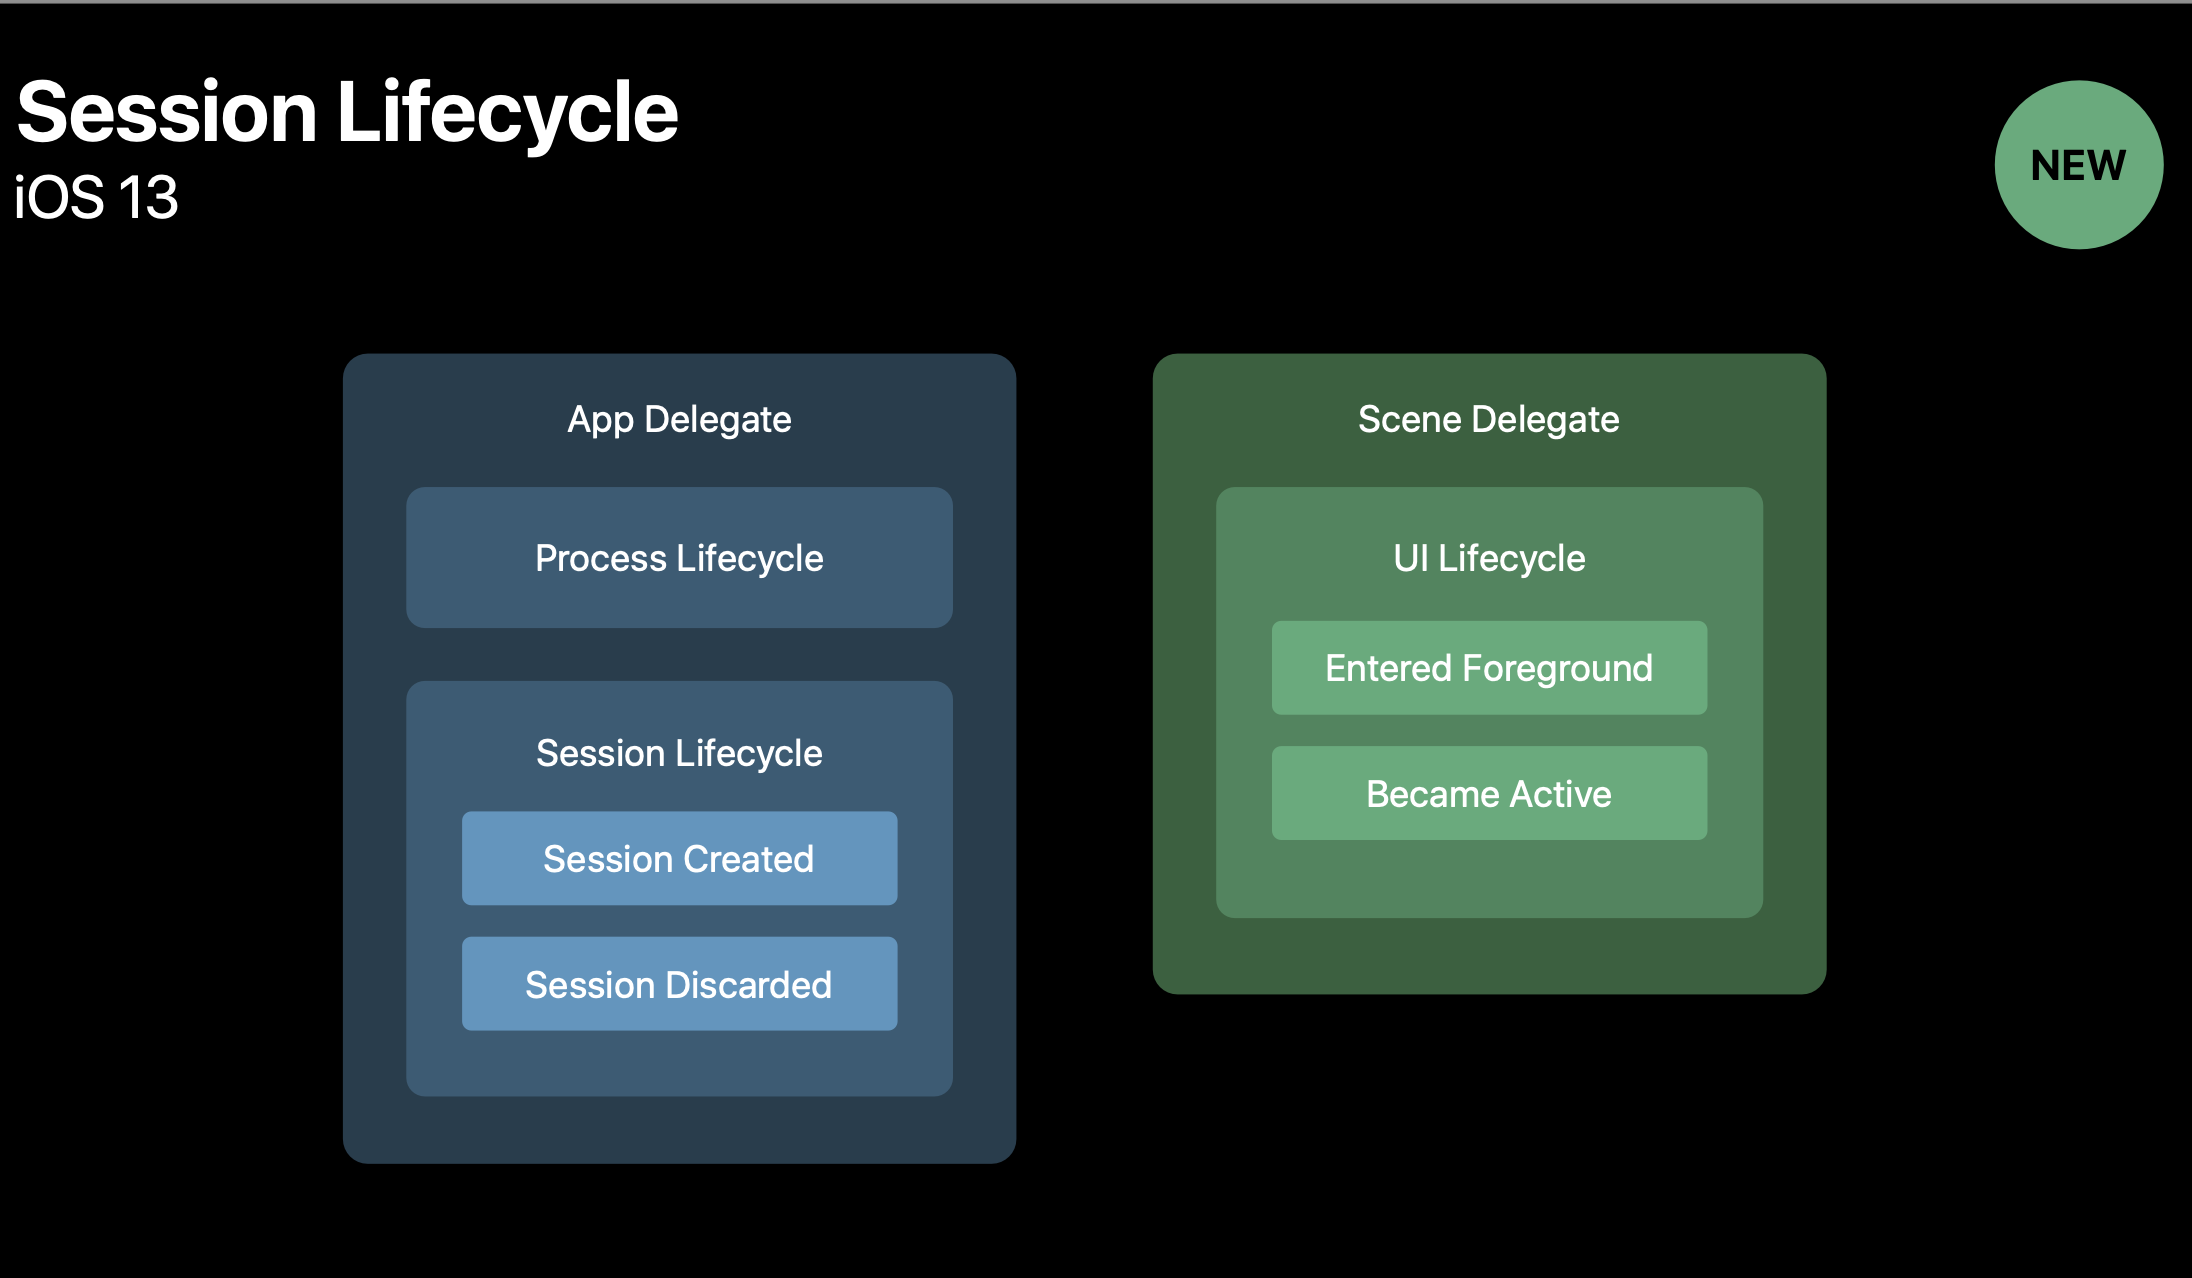 Session Lifecycle
iOS 13
NEW
App Delegate
Process Lifecycle
Session Lifecycle
Session Created
Session Discarded
Scene Delegate
UI Lifecycle
Entered Foreground
Became Active